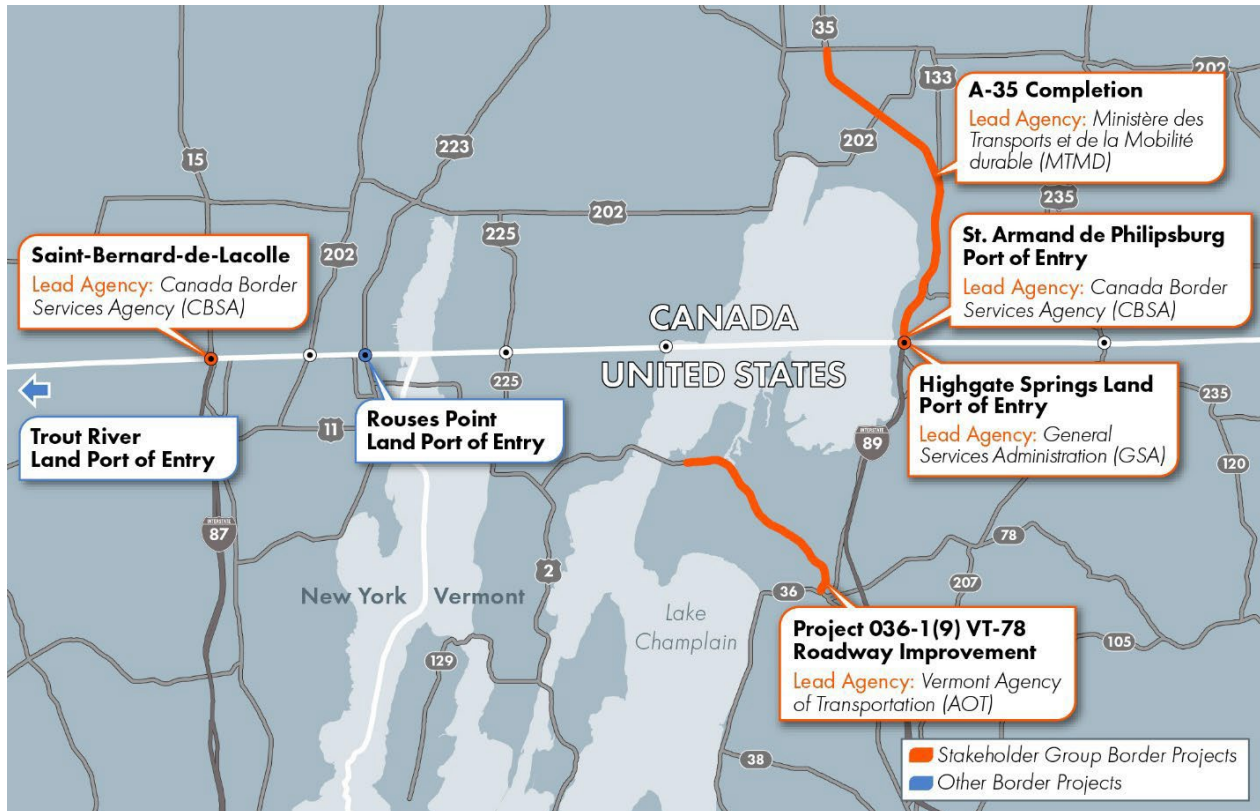 35
202
133
A-35 Completion
Lead Agency: Ministère des
Transports et de la Mobilité
durable (MTMD)
223
15
202
235
202
225
202
Saint-Bernard-de-Lacolle
Lead Agency: Canada Border
Services Agency (CBSA)
St. Armand de Philipsburg
Port of Entry
Lead Agency: Canada Border
Services Agency (CBSA)
CANADA
UNITED STATES
225
Highgate Springs Land
Port of Entry
Lead Agency: General
Services Administration (GSA)
235
Trout River
Land Port of Entry
11
Rouses Point
Land Port of Entry
INTERSTATE
89
120
INTERSTATE
87
78
2
36
207
New York
Vermont
Lake
Champlain
Project 036-1(9) VT-78
Roadway Improvement
Lead Agency: Vermont Agency
of Transportation (AOT)
105
129
38
Stakeholder Group Border Projects
Other Border Projects